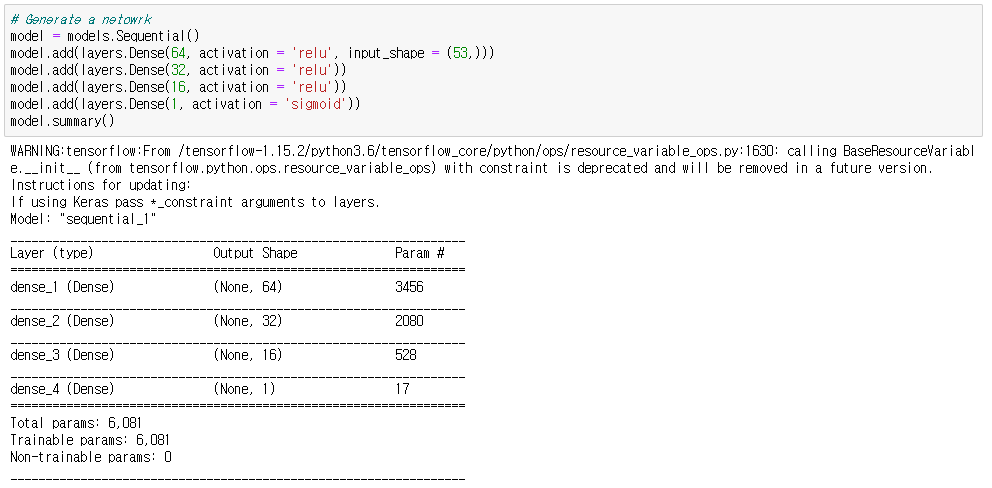 # Generate a netowrk
model = models.Sequential()
model.add(layers.Dense(64, activation = 'relu', input_shape = (53,)))
model.add(layers.Dense(32, activation = 'relu'))
model.add(layers.Dense(16, activation = 'relu'))
model.add(layers.Dense(1, activation = 'sigmoid'))
model.summary()
WARNING:tensorflow:From /tensorflow-1.15.2/python3.6/tensorflow_core/python/ops/resource_variable_ops.py:1630: calling BaseResourceVariabl
e.__init__ (from tensorflow.python.ops.resource_variable_ops) with constraint is deprecated and will be removed in a future version.
Instructions for updating:
If using Keras pass *_constraint arguments to layers.
Model: "sequential_1"
_________________________________________________________________
Layer (type)                 Output Shape              Param #
=================================================================
dense_1 (Dense)              (None, 64)                3456
_________________________________________________________________
dense_2 (Dense)              (None, 32)                2080
_________________________________________________________________
dense_3 (Dense)              (None, 16)                528
_________________________________________________________________
dense_4 (Dense)              (None, 1)                 17
=================================================================
Total params: 6,081
Trainable params: 6,081
Non-trainable params: 0
_________________________________________________________________